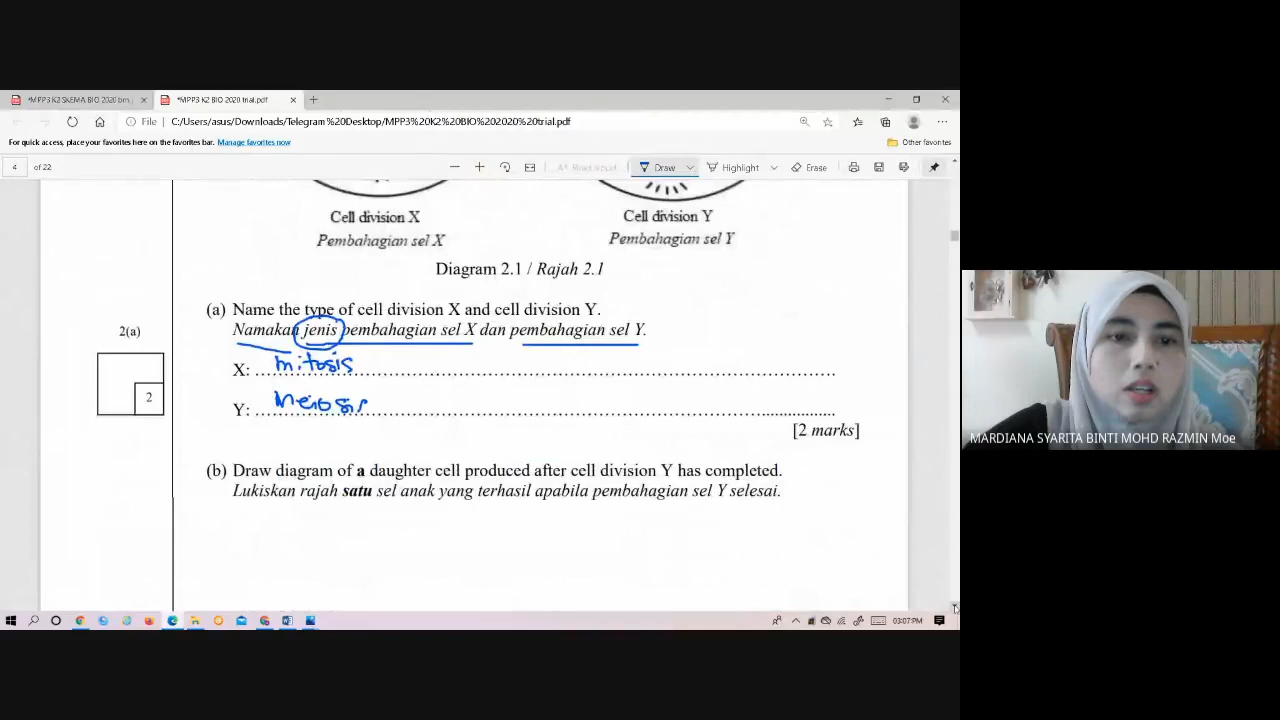 *MPP3 K2 SKEMA BIO 2020 bm.
*MPP3 K2 BIO 2020 trial.pdf
File
C:/Users/asus/Downloads/Telegram%20Desktop/MPP3%20K2%20BIO%202020%20trial.pdf
For quick access, place your favorites here on the favorites bar. Manage favorites now
Other favorites
4 of 22
Read aloud
Draw
Highlight
Erase
Cell division X
Pembahagian sel X
Cell division Y
Pembahagian sel Y
Diagram 2.1 / Rajah 2.1
(a) Name the type of cell division X and cell division Y.
Namakan jenis pembahagian sel X dan pembahagian sel Y.
2(a)
2
X: mitosis
Y: Meiosis
[2 marks]
(b) Draw diagram of a daughter cell produced after cell division Y has completed.
Lukiskan rajah satu sel anak yang terhasil apabila pembahagian sel Y selesai.
MARDIANA SYARITA BINTI MOHD RAZMIN Moe
03:07 PM